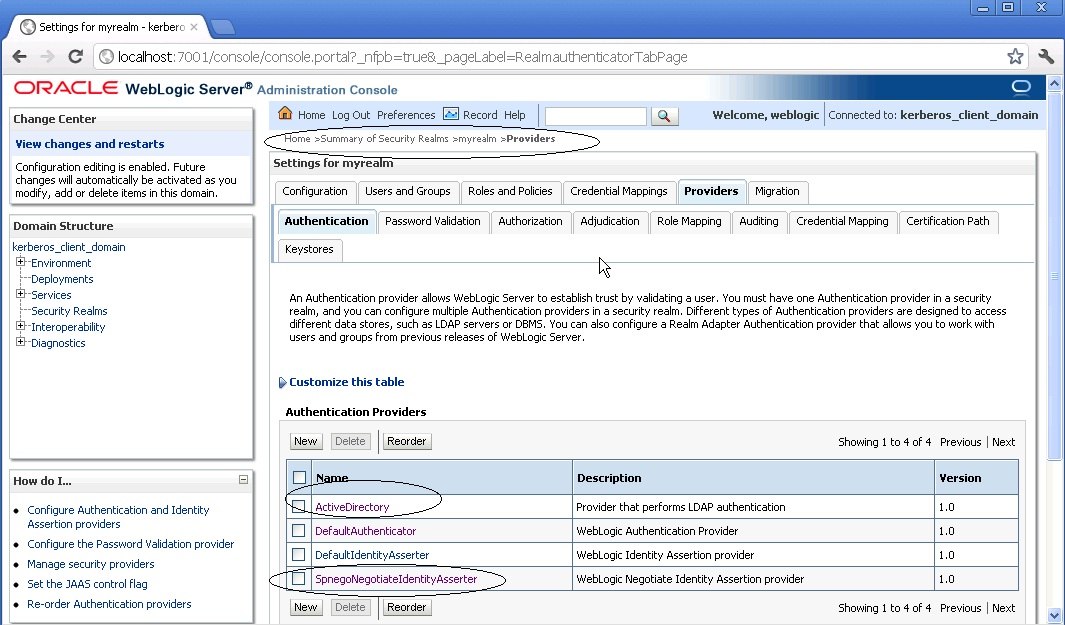 Settings for myrealm - kerbero
localhost:7001/console/console.portal?_nfpb=true&_pageLabel=RealmauthenticatorTabPage
ORACLE WebLogic Server® Administration Console
Change Center
View changes and restarts
Configuration editing is enabled. Future
changes will automatically be activated as you
modify, add or delete items in this domain.
Domain Structure
kerberos_client_domain
Environment
Deployments
Services
Security Realms
Interoperability
Diagnostics
How do I...
Configure Authentication and Identity
Assertion providers
Configure the Password Validation provider
Manage security providers
Set the JAAS control flag
Re-order Authentication providers
Home Log Out Preferences Record Help
Welcome, weblogic Connected to: kerberos_client_domain
Home >Summary of Security Realms >myrealm >Providers
Settings for myrealm
Configuration Users and Groups Roles and Policies Credential Mappings Providers Migration
Authentication Password Validation Authorization Adjudication Role Mapping Auditing Credential Mapping Certification Path
Keystores
An Authentication provider allows WebLogic Server to establish trust by validating a user. You must have one Authentication provider in a security
realm, and you can configure multiple Authentication providers in a security realm. Different types of Authentication providers are designed to access
different data stores, such as LDAP servers or DBMS. You can also configure a Realm Adapter Authentication provider that allows you to work with
users and groups from previous releases of WebLogic Server.
Customize this table
Authentication Providers
New Delete Reorder Showing 1 to 4 of 4 Previous | Next
Name Description Version
ActiveDirectory Provider that performs LDAP authentication 1.0
DefaultAuthenticator WebLogic Authentication Provider 1.0
DefaultIdentityAsserter WebLogic Identity Assertion provider 1.0
SpnegoNegotiateIdentityAsserter WebLogic Negotiate Identity Assertion provider 1.0
New Delete Reorder Showing 1 to 4 of 4 Previous | Next